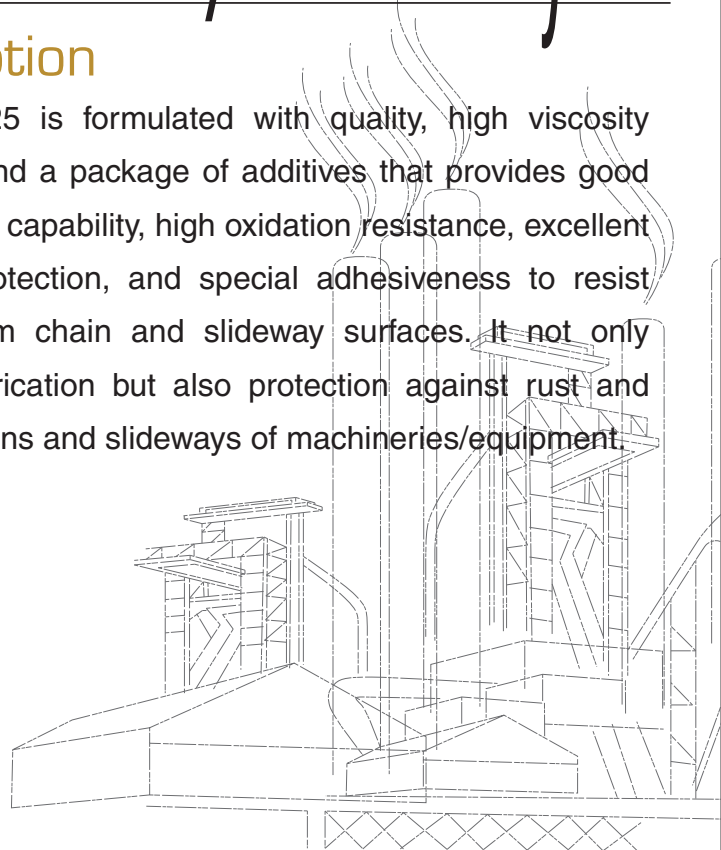 tion
25 is formulated with quality, high viscosity
nd a package of additives that provides good
capability, high oxidation resistance, excellent
otection, and special adhesiveness to resist
m chain and slideway surfaces. It not only
rication but also protection against rust and
ns and slideways of machineries/equipment.